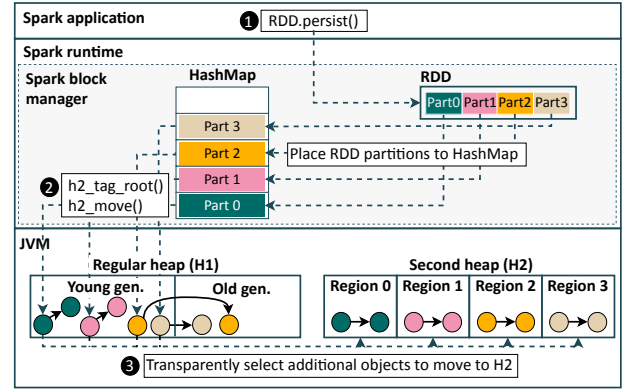 Spark application
1 RDD.persist()
Spark runtime
Spark block
manager
HashMap
RDD
Part0 Part1 Part2 Part3
Part 3
Part 2
Place RDD partitions to HashMap
2 h2_tag_root()
h2_move()
Part 1
Part 0
JVM
Regular heap (H1)
Second heap (H2)
Young gen.
Old gen.
Region 0 Region 1 Region 2 Region 3
3 Transparently select additional objects to move to H2